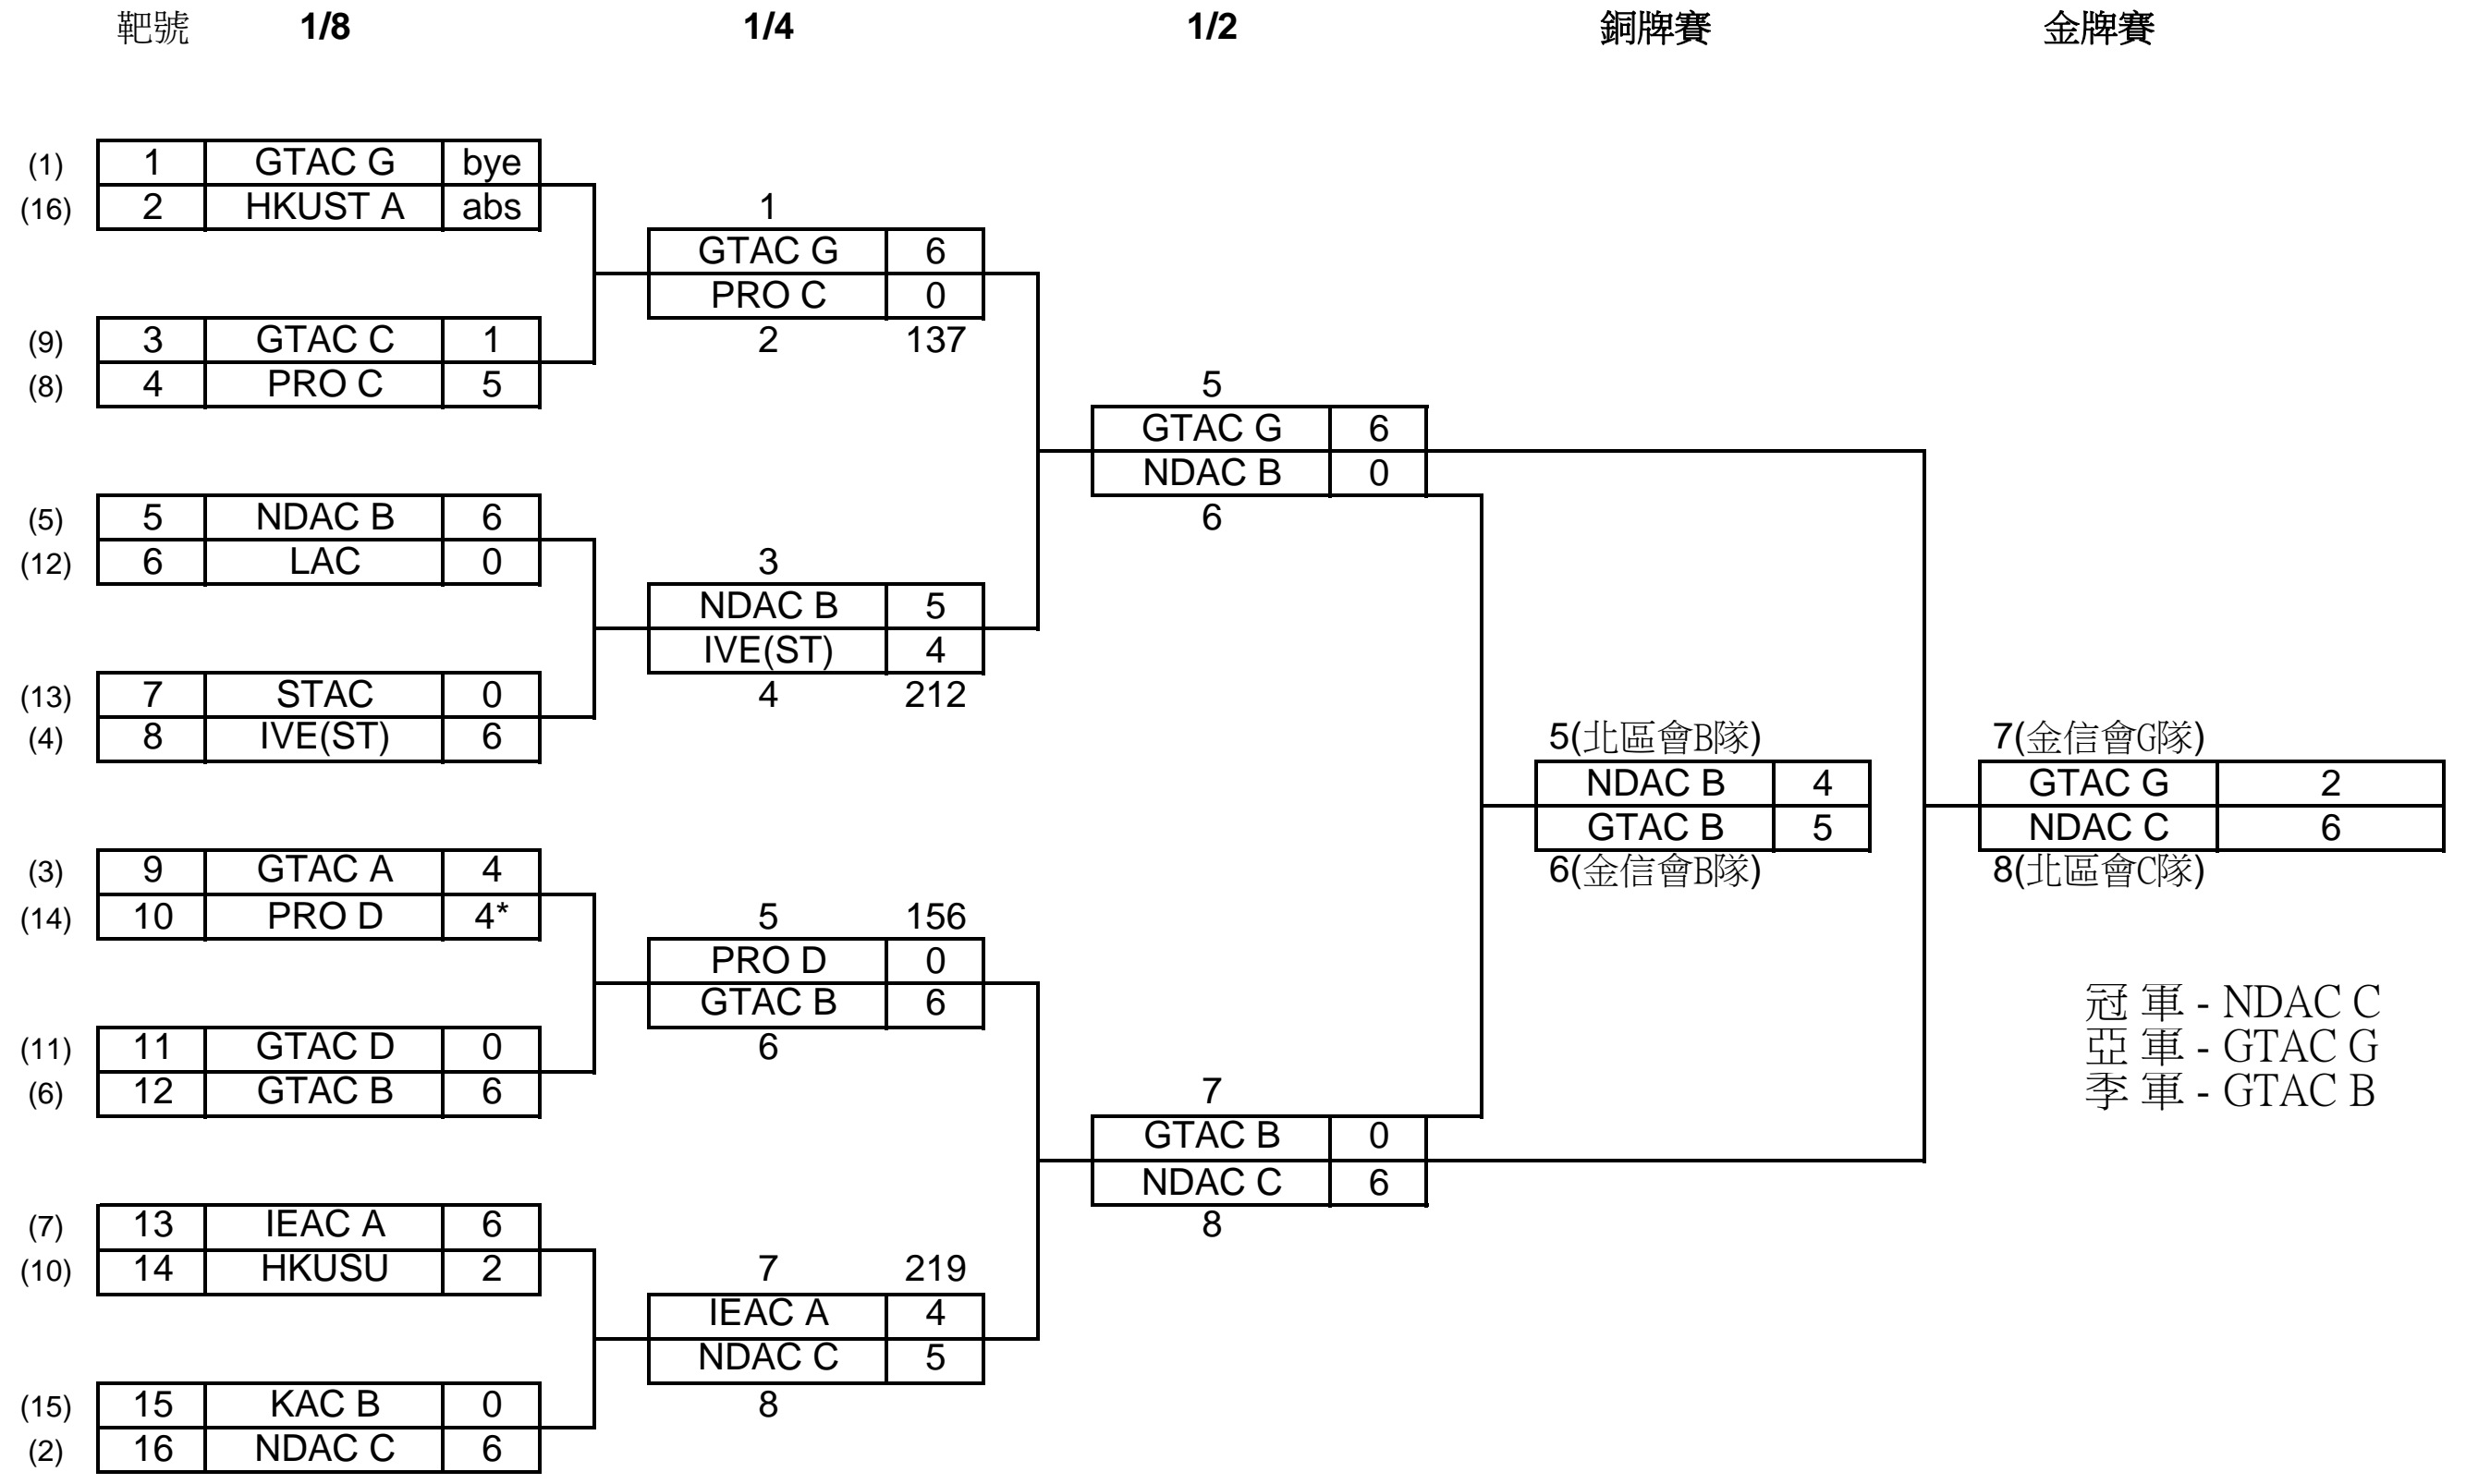 靶號 1/8 1/4 1/2 銅牌賽 金牌賽
(1) 1 GTAC G bye
(16) 2 HKUST A abs 1
GTAC G 6
PRO C 0
(9) 3 GTAC C 1 2 137
(8) 4 PRO C 5 5
GTAC G 6
NDAC B 0
(5) 5 NDAC B 6 6
(12) 6 LAC 0 3
NDAC B 5
IVE(ST) 4
(13) 7 STAC 0 4 212
(4) 8 IVE(ST) 6 5(北區會B隊) 7(金信會G隊)
NDAC B 4 GTAC G 2
GTAC B 5 NDAC C 6
(3) 9 GTAC A 4 6(金信會B隊) 8(北區會C隊)
(14) 10 PRO D 4* 5 156
PRO D 0
GTAC B 6 冠 軍 - NDAC C
(11) 11 GTAC D 0 6 亞 軍 - GTAC G
(6) 12 GTAC B 6 7 季 軍 - GTAC B
GTAC B 0
NDAC C 6
(7) 13 IEAC A 6 8
(10) 14 HKUSU 2 7 219
IEAC A 4
NDAC C 5
(15) 15 KAC B 0 8
(2) 16 NDAC C 6